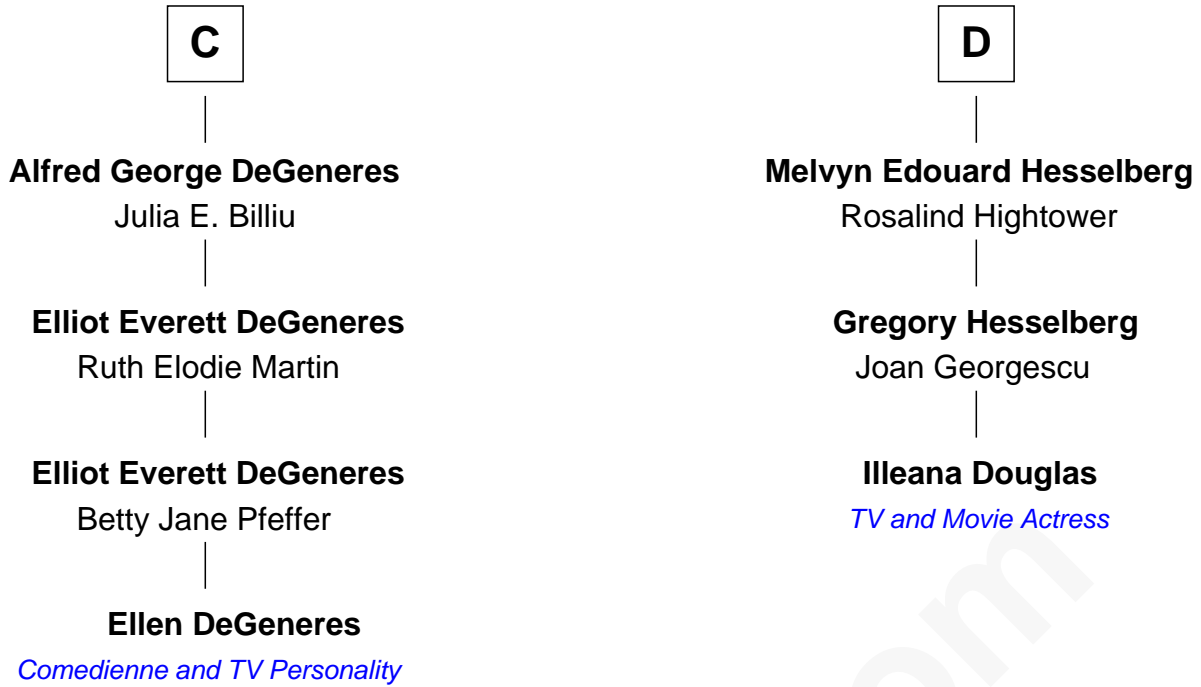 C
Alfred George DeGeneres
Julia E. Billiu
Elliot Everett DeGeneres
Ruth Elodie Martin
Elliot Everett DeGeneres
Betty Jane Pfeffer
Ellen DeGeneres
Comedienne and TV Personality
D
Melvyn Edouard Hesselberg
Rosalind Hightower
Gregory Hesselberg
Joan Georgescu
Illeana Douglas
TV and Movie Actress